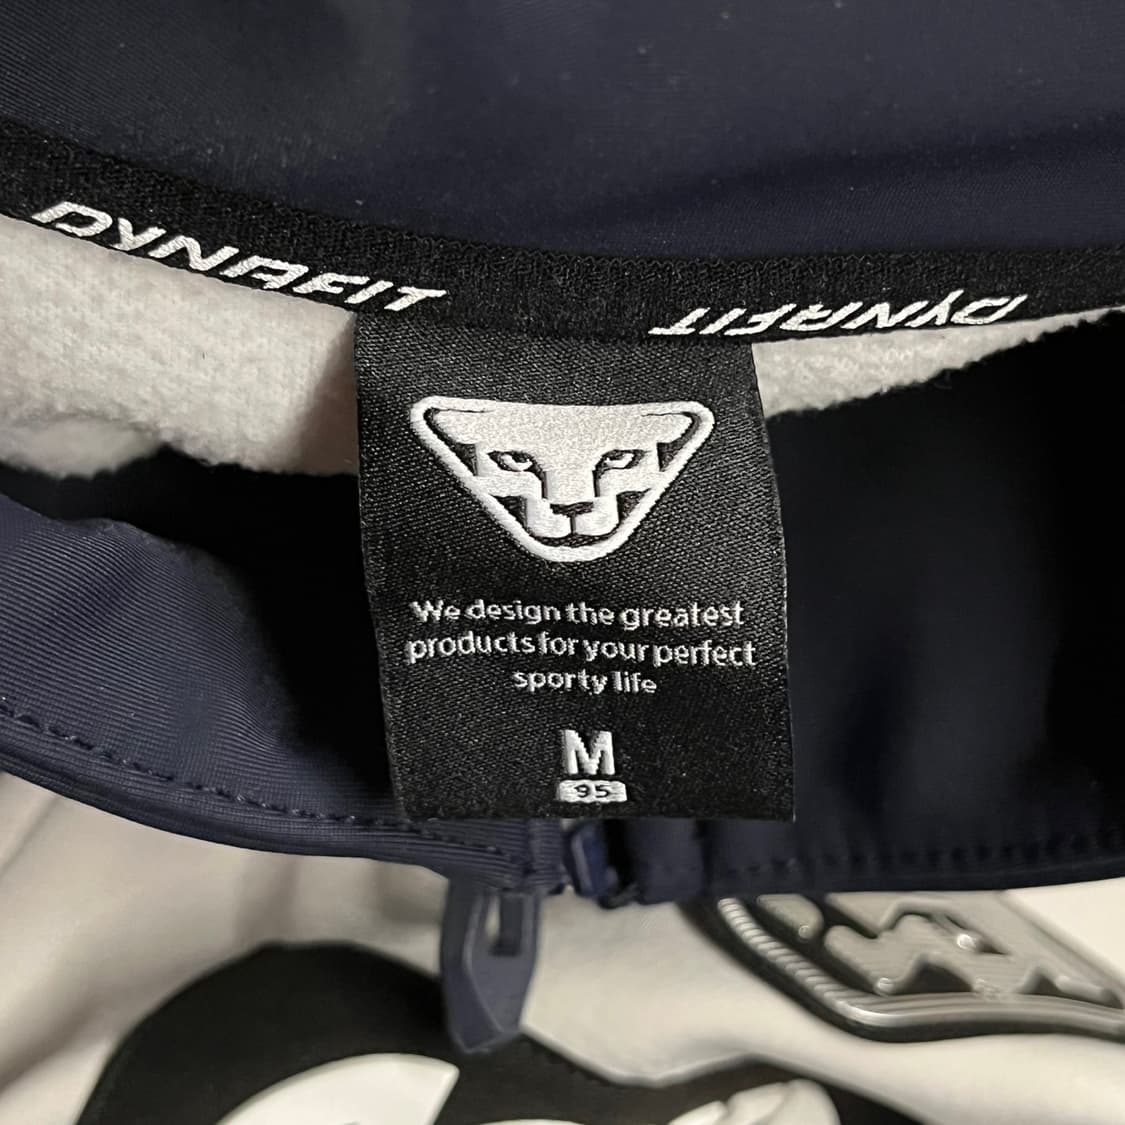 DYNAFIT
DYNAFIT
We design the greatest
products for your perfect
sporty life
M
95